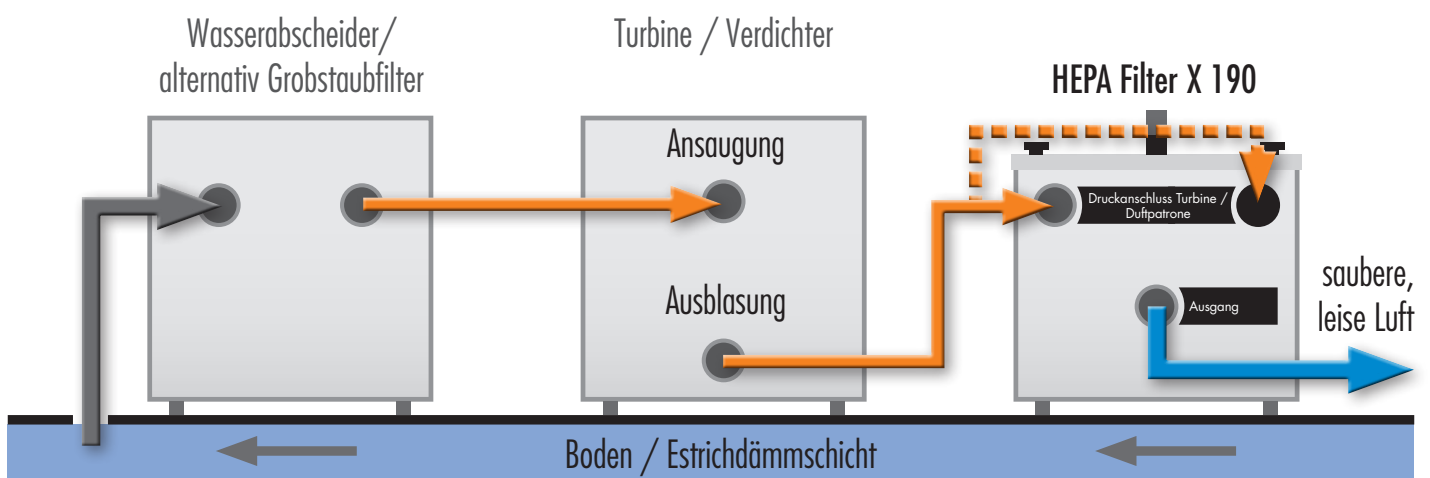 Wasserabscheider/
alternativ Grobstaubfilter
Turbine / Verdichter
HEPA Filter X 190
Ansaugung
Druckanschluss Turbine /
Duftpatrone
Ausblasung
Ausgang
saubere,
leise Luft
Boden / Estrichdämmschicht